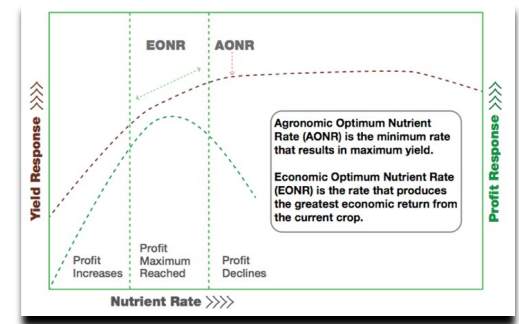 EONR
AONR
Yield Response >>>>
Agronomic Optimum Nutrient
Rate (AONR) is the minimum rate
that results in maximum yield.
Economic Optimum Nutrient Rate
(EONR) is the rate that produces
the greatest economic return from
the current crop.
Profit Response >>>>
Profit
Increases
Profit
Maximum
Reached
Profit
Declines
Nutrient Rate >>>>